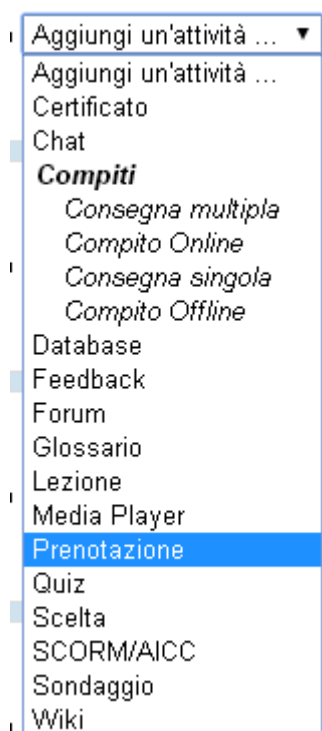 Aggiungi un'attività ...
Aggiungi un'attività ...
Certificato
Chat
Compiti
Consegna multipla
Compito Online
Consegna singola
Compito Offline
Database
Feedback
Forum
Glossario
Lezione
Media Player
Prenotazione
Quiz
Scelta
SCORM/AICC
Sondaggio
Wiki